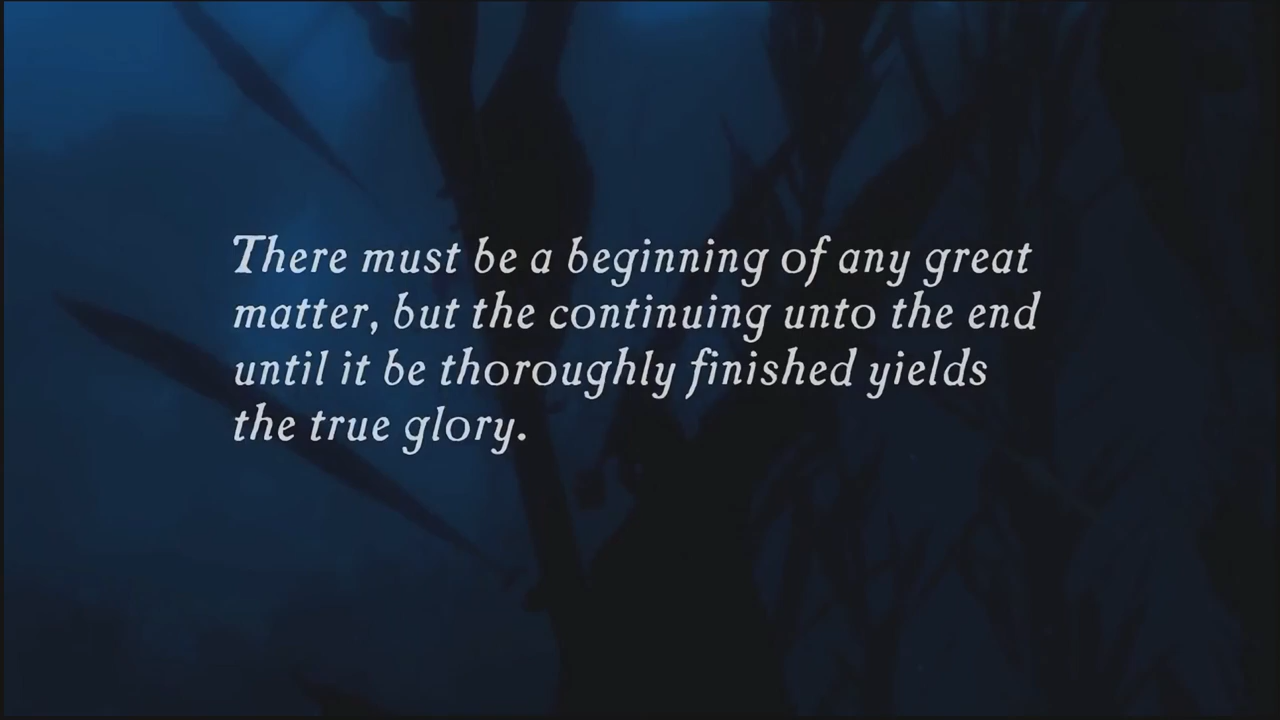 There must be a beginning of any great
matter, but the continuing unto the end
until it be thoroughly finished yields
the true glory.